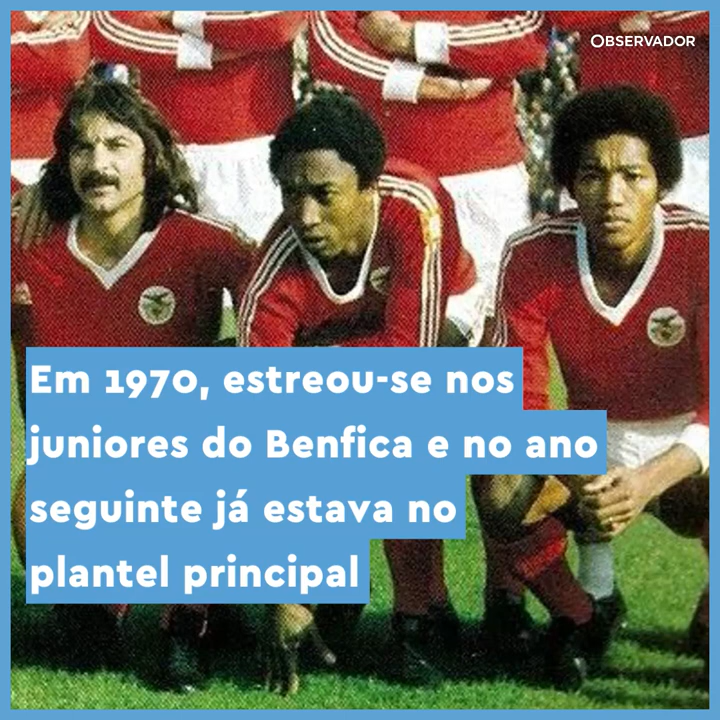 OBSERVADOR
Em 1970, estreou-se nos
juniores do Benfica e no ano
seguinte já estava no
plantel principal